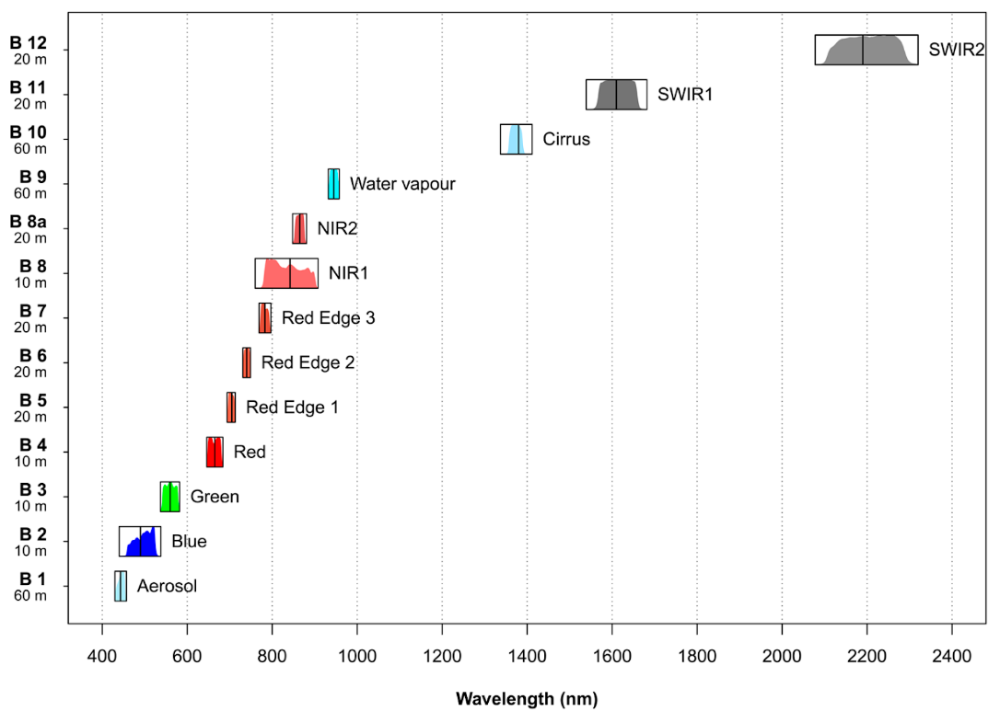 B 12
20 m
SWIR2
B 11
20 m
SWIR1
B 10
60 m
Cirrus
B 9
60 m
Water vapour
B 8a
20 m
NIR2
B 8
10 m
NIR1
B 7
20 m
Red Edge 3
B 6
20 m
Red Edge 2
B 5
20 m
Red Edge 1
B 4
10 m
Red
B 3
10 m
Green
B 2
10 m
Blue
B 1
60 m
Aerosol
400 600 800 1000 1200 1400 1600 1800 2000 2200 2400
Wavelength (nm)